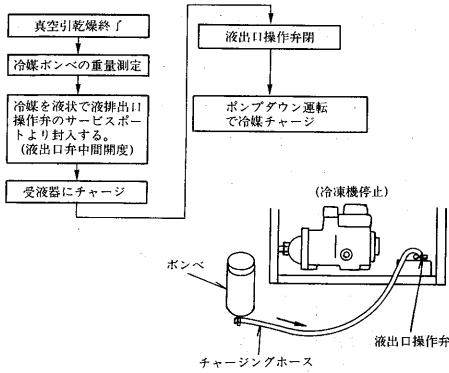 真空引乾燥終了
冷媒ボンベの重量測定
冷媒を液状で液排出口
操作弁のサービスポー
トより封入する。
(液出口弁中間開度)
受液器にチャージ
液出口操作弁閉
ポンプダウン運転
で冷媒チャージ
(冷凍機停止)
ボンベ
液出口操作弁
チャージングホース